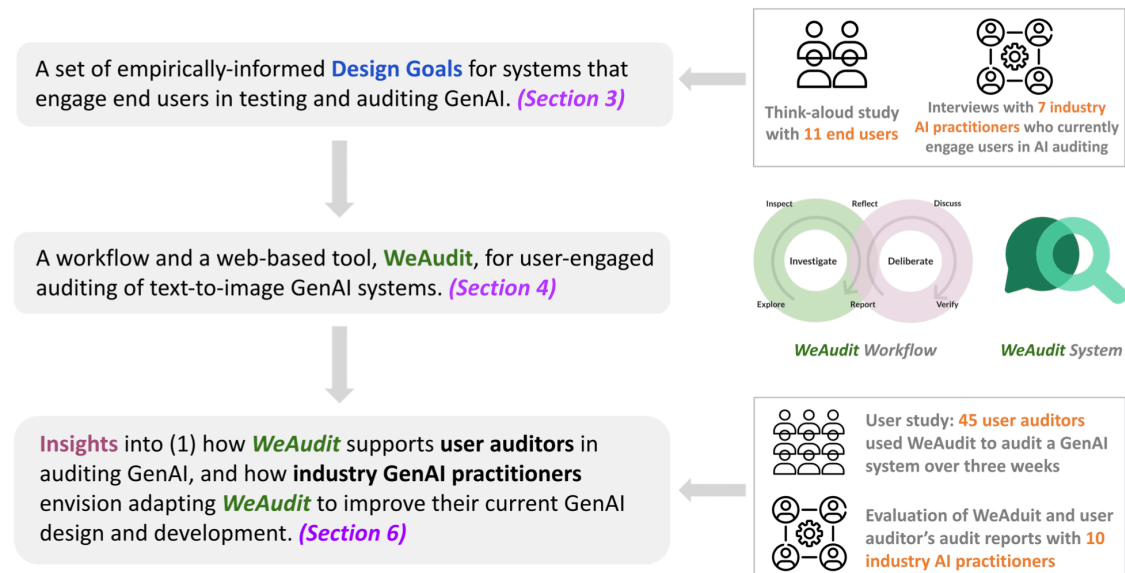 A set of empirically-informed Design Goals for systems that
engage end users in testing and auditing GenAI. (Section 3)
Think-aloud study
with 11 end users
Interviews with 7 industry
AI practitioners who currently
engage users in AI auditing
A workflow and a web-based tool, WeAudit, for user-engaged
auditing of text-to-image GenAI systems. (Section 4)
Inspect
Reflect
Discuss
Investigate
Deliberate
Explore
Report
Verify
WeAudit Workflow
WeAudit System
Insights into (1) how WeAudit supports user auditors in
auditing GenAI, and how industry GenAI practitioners
envision adapting WeAudit to improve their current GenAI
design and development. (Section 6)
User study: 45 user auditors
used WeAudit to audit a GenAI
system over three weeks
Evaluation of WeAduit and user
auditor's audit reports with 10
industry AI practitioners